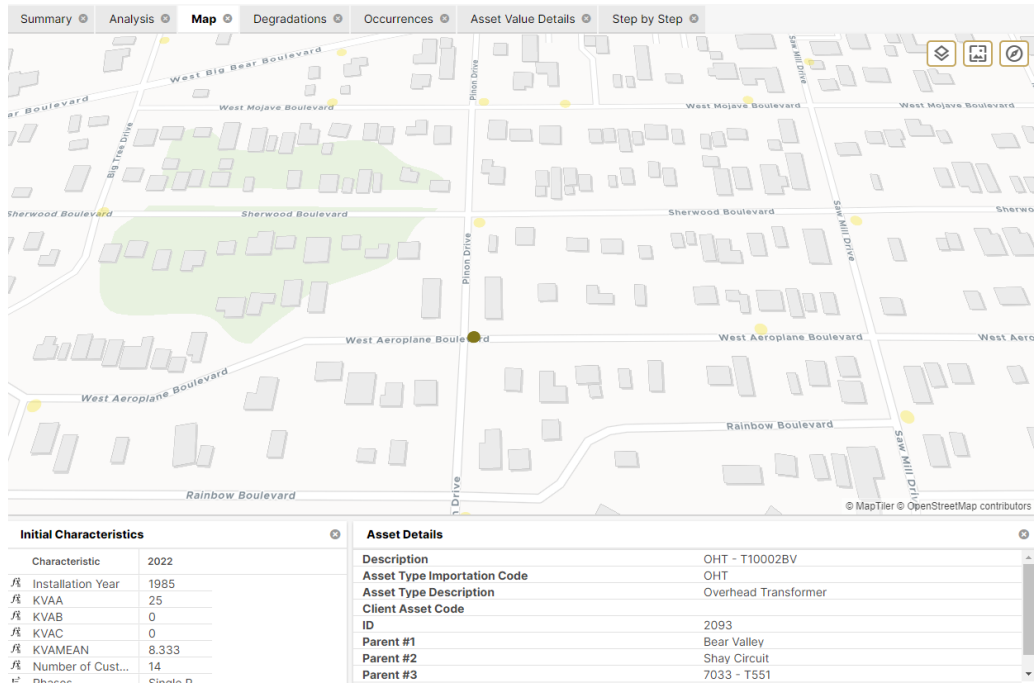 Summary Analysis Map Degradations Occurrences Asset Value Details Step by Step
West Big Bear Boulevard
Pinon Drive
Saw Mill Drive
ar Boulevard
West Mojave Boulevard
West Mojave Boulevard
West Mojave Boulevard
Big Tree Drive
Sherwood Boulevard
Sherwood Boulevard
Sherwood Boulevard
Sherwo
Saw Mill Drive
Pinon Drive
West Aeroplane Boulevard
West Aeroplane Boulevard
West Aero
West Aeroplane Boulevard
Rainbow Boulevard
Saw Mill Driv
Rainbow Boulevard
n Drive
© MapTiler © OpenStreetMap contributors
Initial Characteristics
Characteristic 2022
Installation Year 1985
KVAA 25
KVAB 0
KVAC 0
KVAMEAN 8.333
Number of Cust... 14
Phases Single P
Asset Details
Description OHT - T10002BV
Asset Type Importation Code OHT
Asset Type Description Overhead Transformer
Client Asset Code
ID 2093
Parent #1 Bear Valley
Parent #2 Shay Circuit
Parent #3 7033 - T551